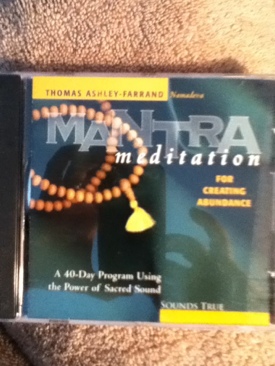 THOMAS ASHLEY-FARRAND Namadeva
MANTRA
meditation
FOR
CREATING
ABUNDANCE
A 40-Day Program Using
the Power of Sacred Sound
SOUNDS TRUE